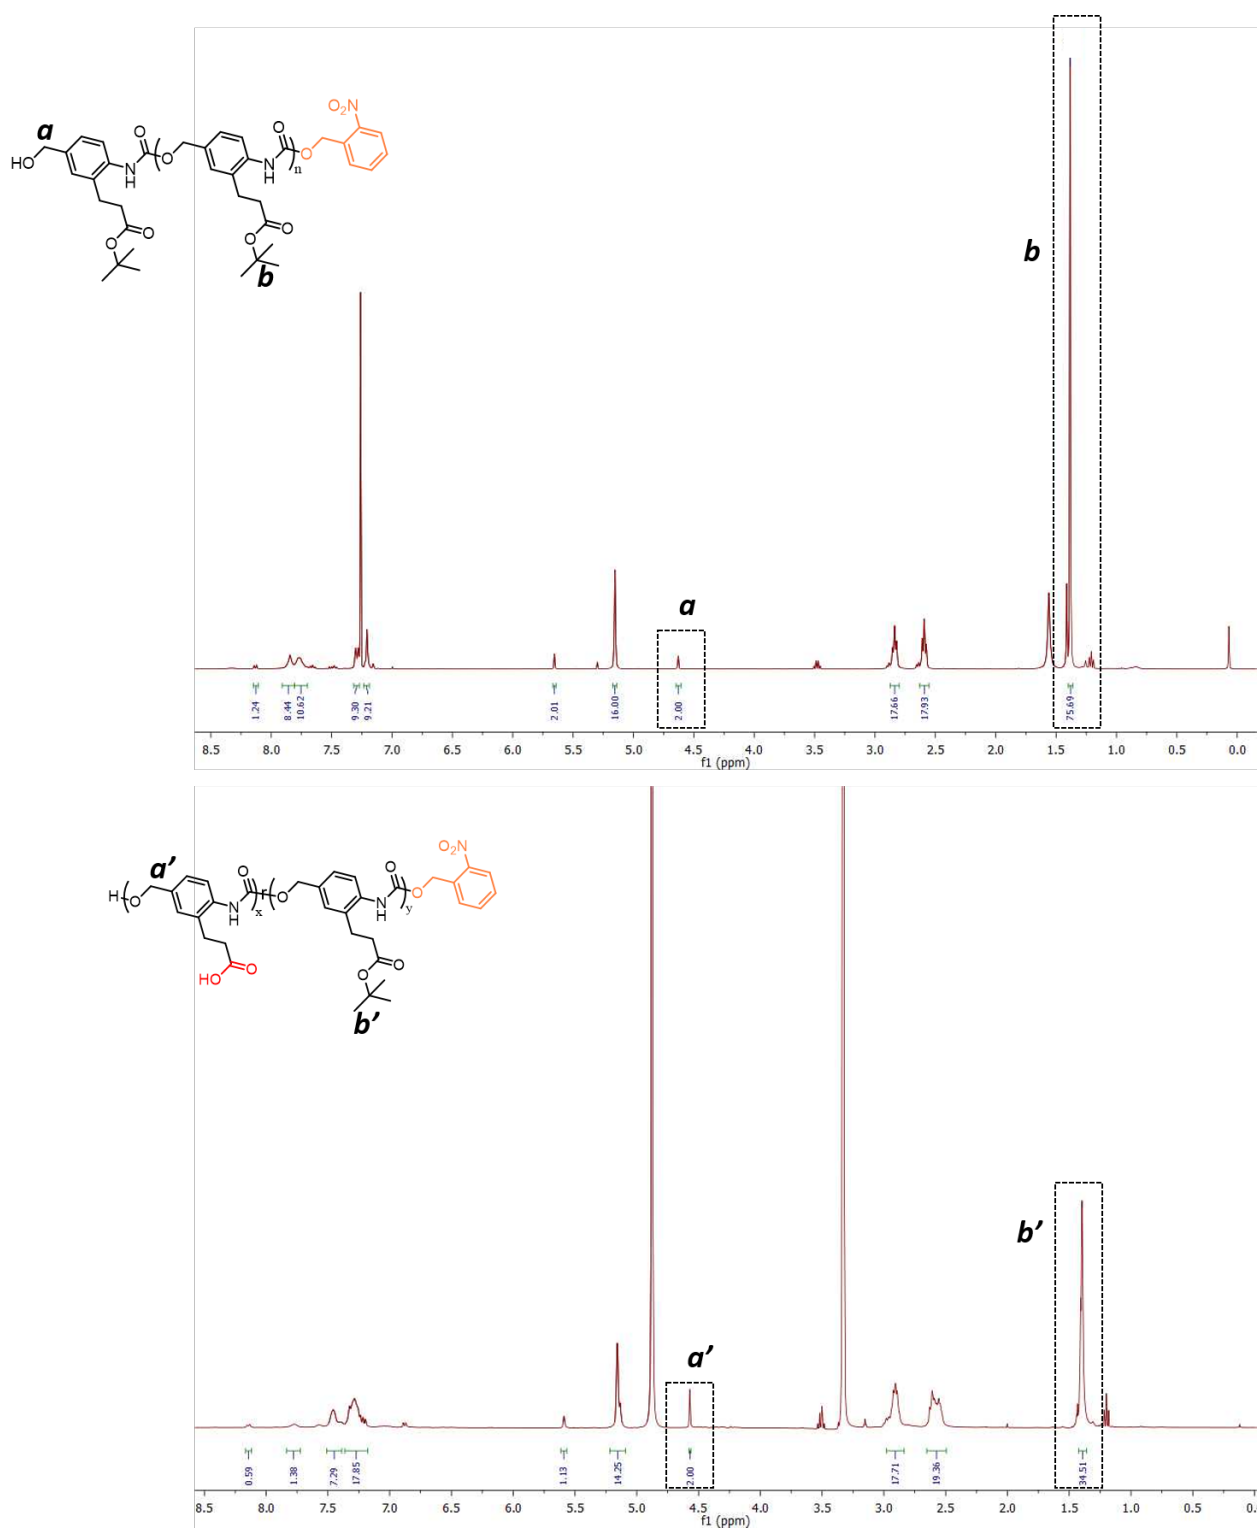 a
HO
N
H
O
O
O
O
(
O
N
H
O
O
O
)
n
O
O₂N
b
a
b
1.24
8.44
10.62
9.30
9.21
2.01
16.00
2.00
17.66
17.93
75.69
8.5 8.0 7.5 7.0 6.5 6.0 5.5 5.0 4.5 4.0 3.5 3.0 2.5 2.0 1.5 1.0 0.5 0.0
f1 (ppm)
a'
H
(
O
N
H
O
)
x
HO
O
r
(
O
N
H
O
)
y
O
O₂N
O
O
b'
a'
b'
0.59
1.38
7.29
17.85
1.13
14.25
2.00
17.71
19.36
34.51
8.5 8.0 7.5 7.0 6.5 6.0 5.5 5.0 4.5 4.0 3.5 3.0 2.5 2.0 1.5 1.0 0.5 0.0
f1 (ppm)